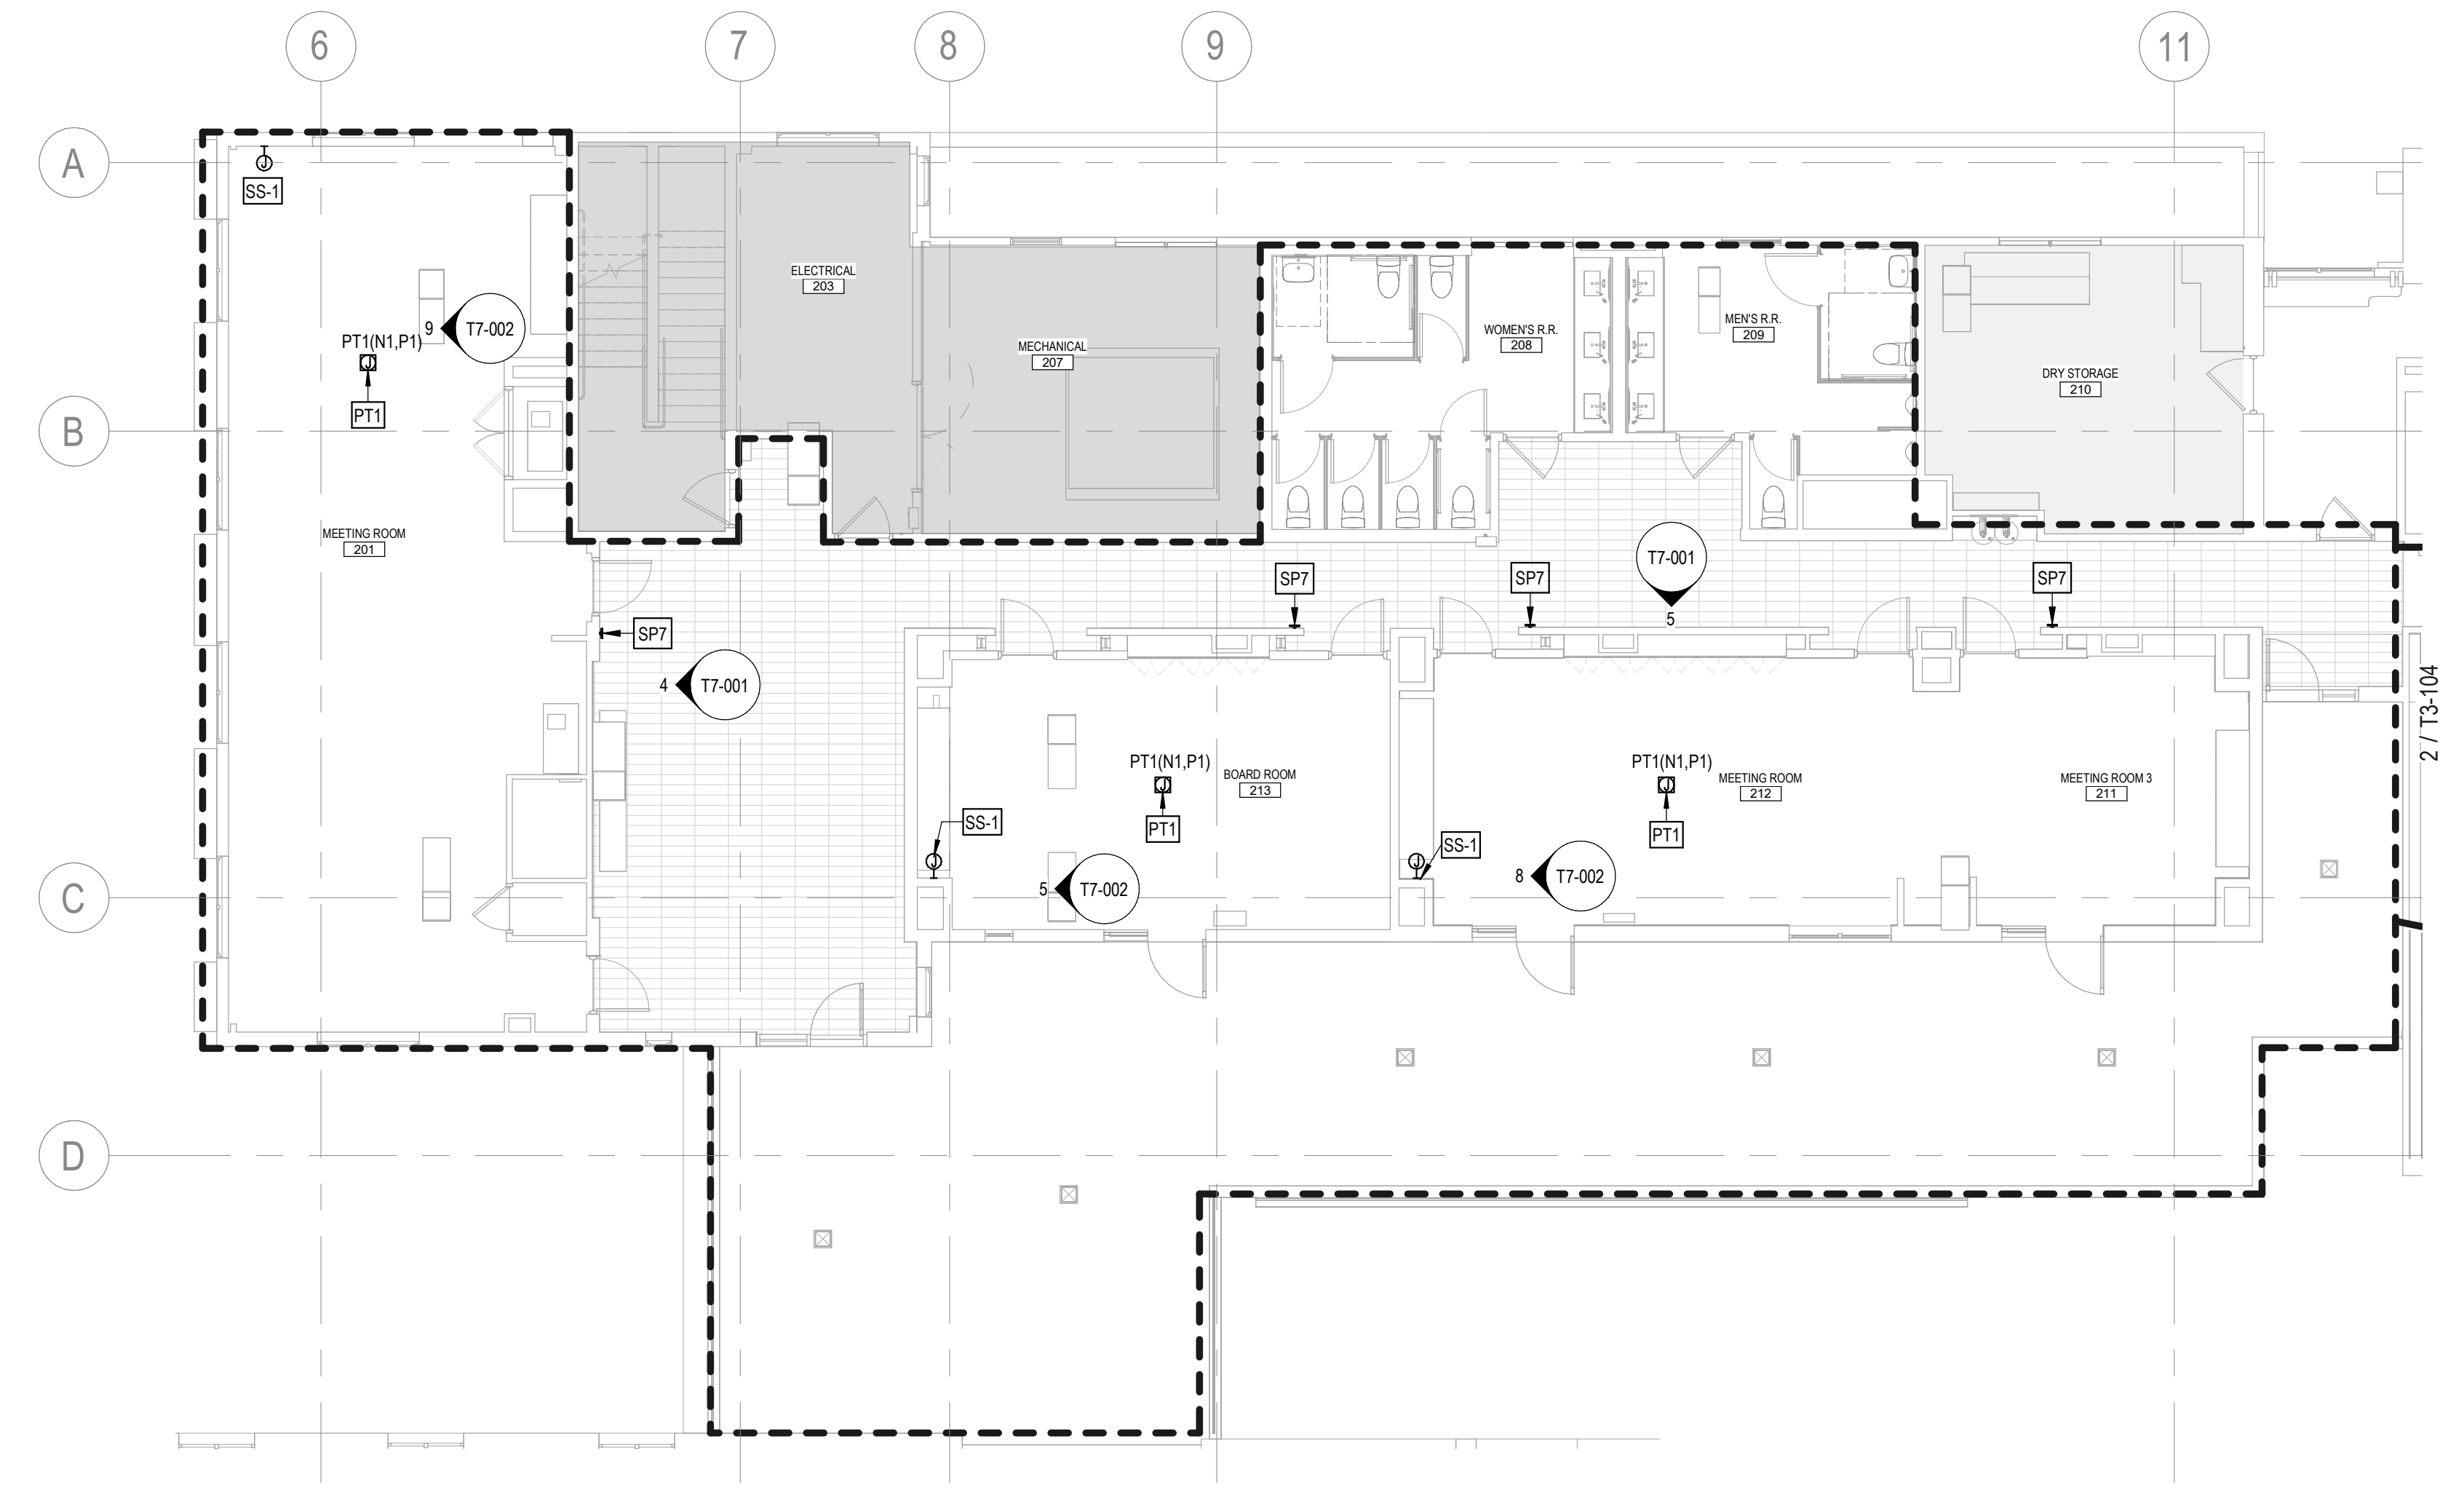 6
7
8
9
11
A
J
SS-1
ELECTRICAL
203
9
T7-002
PT1(N1,P1)
J
PT1
MECHANICAL
207
WOMEN'S R.R.
208
MEN'S R.R.
209
DRY STORAGE
210
B
MEETING ROOM
201
T7-001
5
SP7
SP7
SP7
SP7
4
T7-001
2 / T3-104
PT1(N1,P1)
J
PT1
BOARD ROOM
213
PT1(N1,P1)
J
PT1
MEETING ROOM
212
MEETING ROOM 3
211
SS-1
J
SS-1
J
5
T7-002
8
T7-002
C
D